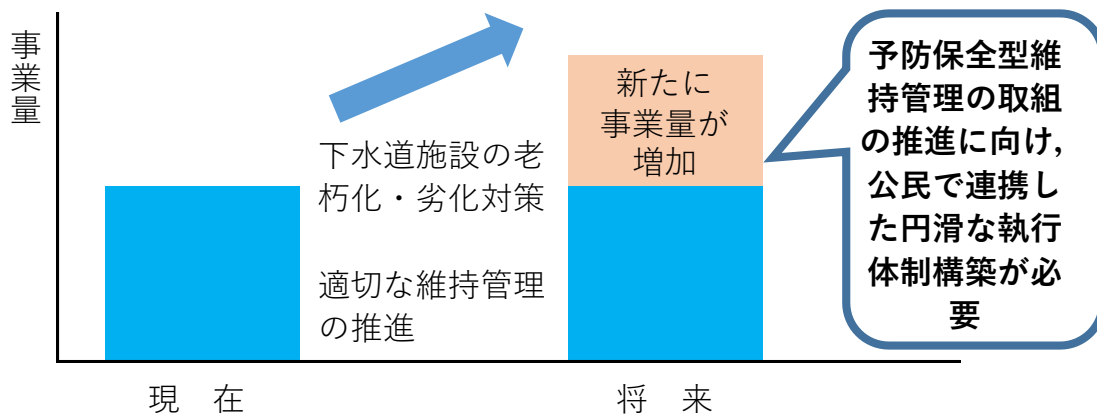 事業量
下水道施設の老
朽化・劣化対策
適切な維持管理
の推進
新たに
事業量が
増加
予防保全型維
持管理の取組
の推進に向け,
公民で連携し
た円滑な執行
体制構築が必
要
現　在
将　来